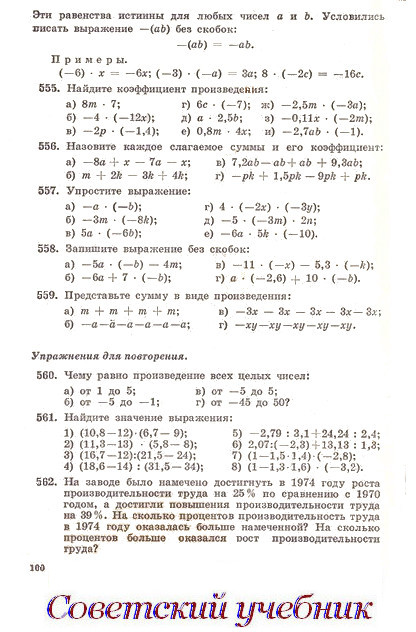 Эти равенства истинны для любых чисел a и b. Условились
писать выражение —(ab) без скобок:
—(ab) = —ab.
Примеры.
(—6) · x = —6x; (—3) · (—a) = 3a; 8 · (—2c) = —16c.
555. Найдите коэффициент произведения:
а) 8m · 7; г) 6c · (—7); ж) —2,5m · (—3a);
б) —4 · (—12x); д) a · 2,5b; з) —0,11x · (—2m);
в) —2p · (—1,4); е) 0,8m · 4x; и) —2,7ab · (—1).
556. Назовите каждое слагаемое суммы и его коэффициент:
а) —8a + x — 7a — x; в) 7,2ab — ab + ab + 9,3ab;
б) m + 2k — 3k + 4k; г) —pk + 1,5pk — 9pk + pk.
557. Упростите выражение:
а) —a · (—b); г) 4 · (—2x) · (—3y);
б) —3m · (—8k); д) —5 · (—3m) · 2n;
в) 5a · (—6b); е) —6a · 5k · (—10).
558. Запишите выражение без скобок:
а) —5a · (—b) — 4m; в) —11 · (—x) — 5,3 · (—k);
б) —6a + 7 · (—b); г) a · (—2,6) + 10 · (—b).
559. Представьте сумму в виде произведения:
а) m + m + m + m; в) —3x — 3x — 3x — 3x — 3x;
б) —a—a—a—a—a—a; г) —xy—xy—xy—xy—xy.
Упражнения для повторения.
560. Чему равно произведение всех целых чисел:
а) от 1 до 5; в) от —5 до 5;
б) от —5 до —1; г) от —45 до 50?
561. Найдите значение выражения:
1) (10,8—12)·(6,7— 9); 5) —2,79 : 3,1+24,24 : 2,4;
2) (11,3—13) · (5,8— 8); 6) 2,07:(—2,3)+13,13 : 1,3;
3) (16,7—12):(21,5— 24); 7) (1—1,5·1,4)·(—2,8);
4) (18,6—14) : (31,5— 34); 8) (1—1,3·1,6) · (—3,2).
562. На заводе было намечено достигнуть в 1974 году роста
производительности труда на 25 % по сравнению с 1970
годом, а достигли повышения производительности труда
на 39 %. На сколько процентов производительность труда
в 1974 году оказалась больше намеченной? На сколько
процентов больше оказался рост производительности
труда?
100
Советский учебник